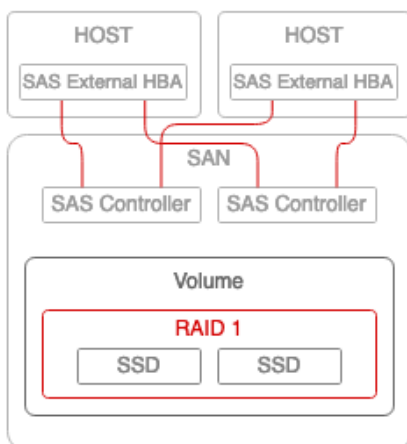 HOST HOST
SAS External HBA SAS External HBA
SAN
SAS Controller SAS Controller
Volume
RAID 1
SSD SSD